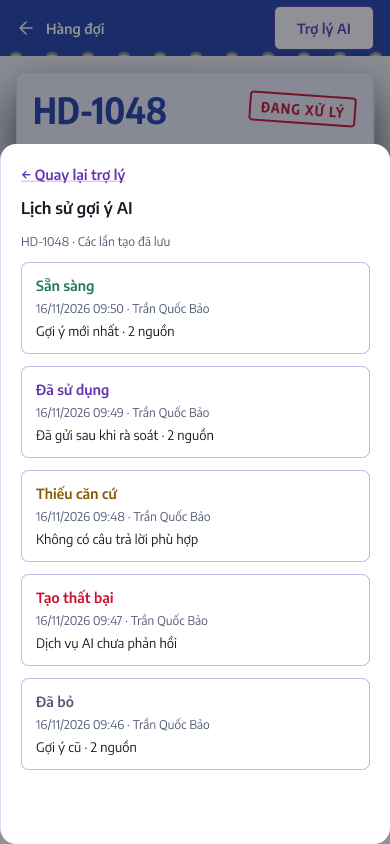 ← Hàng đợi
Trợ lý AI
HD-1048
ĐANG XỬ LÝ
← Quay lại trợ lý
Lịch sử gợi ý AI
HD-1048 · Các lần tạo đã lưu
Sẵn sàng
16/11/2026 09:50 · Trần Quốc Bảo
Gợi ý mới nhất · 2 nguồn
Đã sử dụng
16/11/2026 09:49 · Trần Quốc Bảo
Đã gửi sau khi rà soát · 2 nguồn
Thiếu căn cứ
16/11/2026 09:48 · Trần Quốc Bảo
Không có câu trả lời phù hợp
Tạo thất bại
16/11/2026 09:47 · Trần Quốc Bảo
Dịch vụ AI chưa phản hồi
Đã bỏ
16/11/2026 09:46 · Trần Quốc Bảo
Gợi ý cũ · 2 nguồn